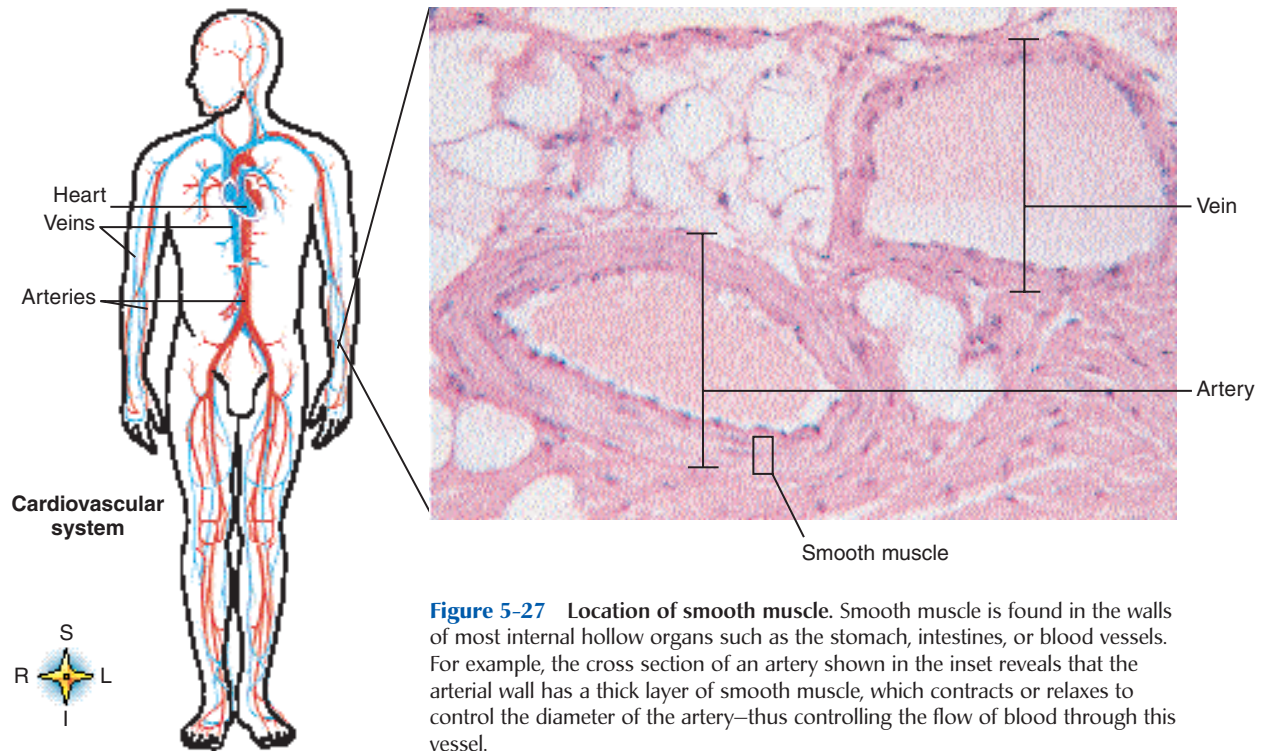 Heart
Veins
Arteries
Cardiovascular
system
S
R
L
I
Vein
Artery
Smooth muscle
Figure 5-27 Location of smooth muscle. Smooth muscle is found in the walls
of most internal hollow organs such as the stomach, intestines, or blood vessels.
For example, the cross section of an artery shown in the inset reveals that the
arterial wall has a thick layer of smooth muscle, which contracts or relaxes to
control the diameter of the artery—thus controlling the flow of blood through this
vessel.